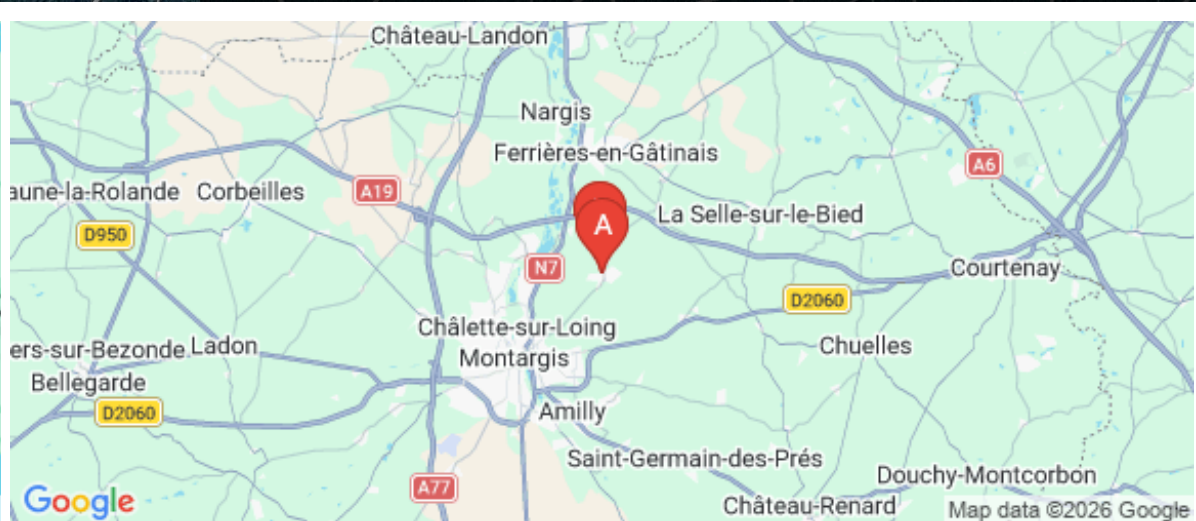 Château-Landon
Nargis
Ferrières-en-Gâtinais
A6
aune-la-Rolande
Corbeilles
A19
La Selle-sur-le-Bied
A
D950
N7
Courtenay
D2060
Châlette-sur-Loing
Chuelles
ers-sur-Bezonde
Ladon
Montargis
Bellegarde
D2060
Amilly
Saint-Germain-des-Prés
Douchy-Montcorbon
A77
Château-Renard
Google
Map data ©2026 Google